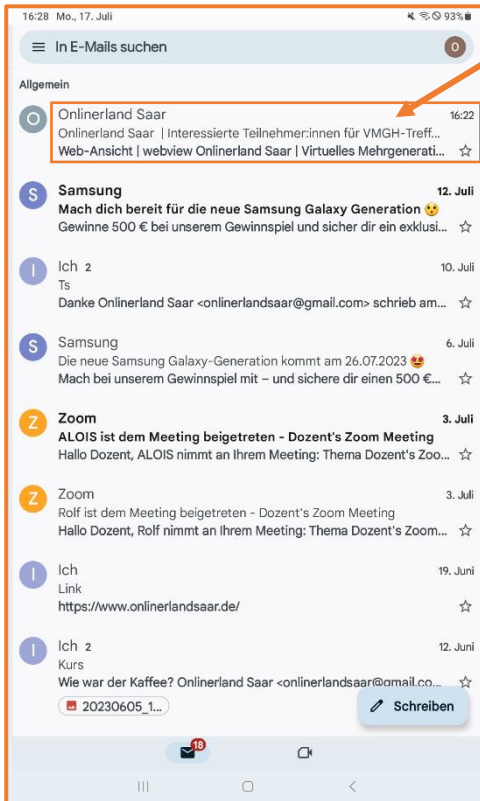 16:28 Mo., 17. Juli 93%
In E-Mails suchen
O
Allgemein
O
Onlinerland Saar 16:22
Onlinerland Saar | Interessierte Teilnehmer:innen für VMGH-Treff...
Web-Ansicht | webview Onlinerland Saar | Virtuelles Mehrgenerati...
S
Samsung 12. Juli
Mach dich bereit für die neue Samsung Galaxy Generation 😯
Gewinne 500 € bei unserem Gewinnspiel und sicher dir ein exklusi...
I
Ich 2 10. Juli
Ts
Danke Onlinerland Saar <onlinerlandsaar@gmail.com> schrieb am...
S
Samsung 6. Juli
Die neue Samsung Galaxy-Generation kommt am 26.07.2023 🤩
Mach bei unserem Gewinnspiel mit – und sichere dir einen 500 €...
Z
Zoom 3. Juli
ALOIS ist dem Meeting beigetreten - Dozent's Zoom Meeting
Hallo Dozent, ALOIS nimmt an Ihrem Meeting: Thema Dozent's Zoo...
Z
Zoom 3. Juli
Rolf ist dem Meeting beigetreten - Dozent's Zoom Meeting
Hallo Dozent, Rolf nimmt an Ihrem Meeting: Thema Dozent's Zoom...
I
Ich 19. Juni
Link
https://www.onlinerlandsaar.de/
I
Ich 2 12. Juni
Kurs
Wie war der Kaffee? Onlinerland Saar <onlinerlandsaar@gmail.co...
20230605_1...
Schreiben
18